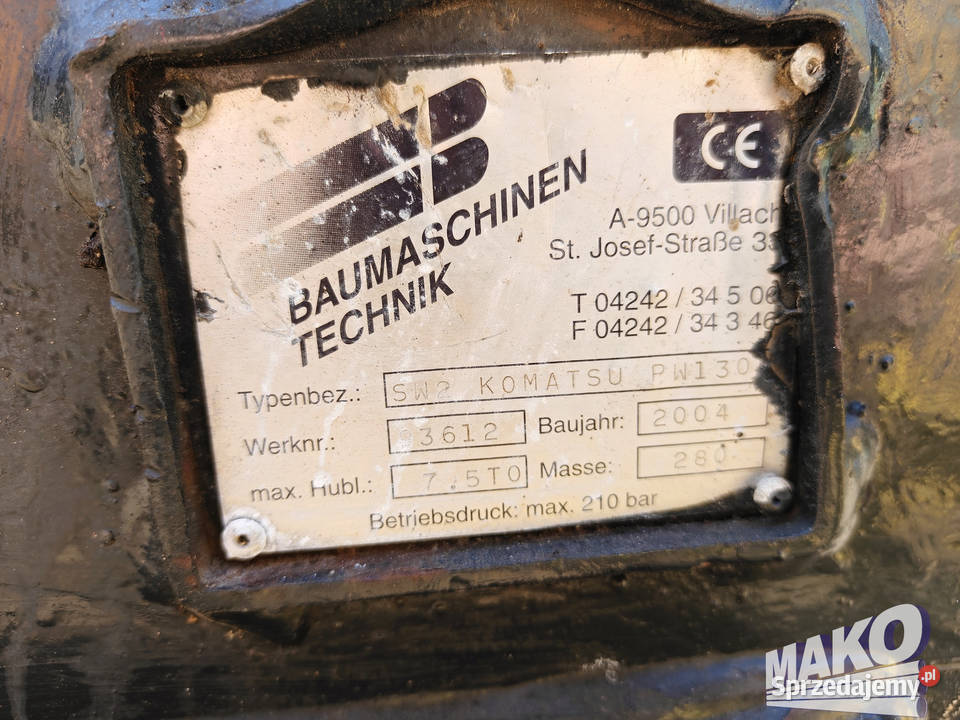 BAUMASCHINEN
TECHNIK
CE
A-9500 Villach
St. Josef-Straße 35
T 04242 / 34 5 06
F 04242 / 34 3 46
Typenbez.: SW2 KOMATSU PW130
Werknr.: 3612 Baujahr: 2004
max. Hubl.: 7.5TO Masse: 280
Betriebsdruck: max. 210 bar
MAKO
Sprzedajemy.pl